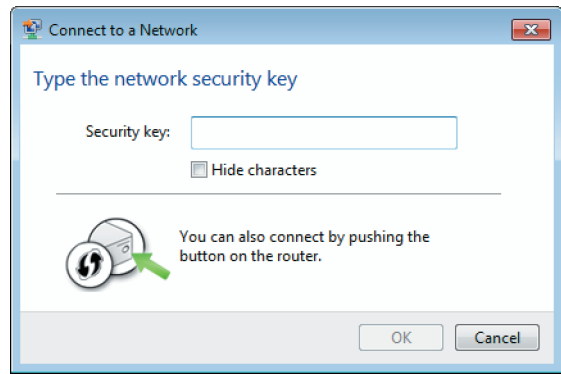 Connect to a Network
Type the network security key
Security key:
Hide characters
You can also connect by pushing the
button on the router.
OK
Cancel